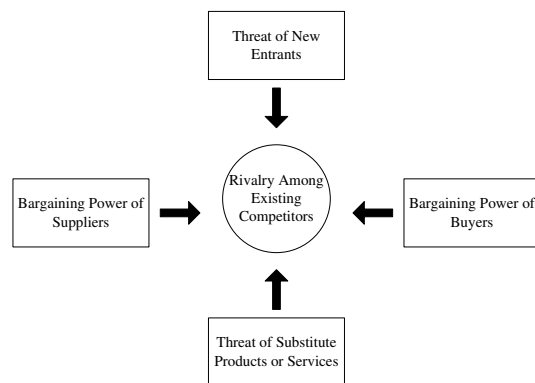 Threat of New
Entrants
Rivalry Among
Existing
Competitors
Bargaining Power of
Suppliers
Bargaining Power of
Buyers
Threat of Substitute
Products or Services